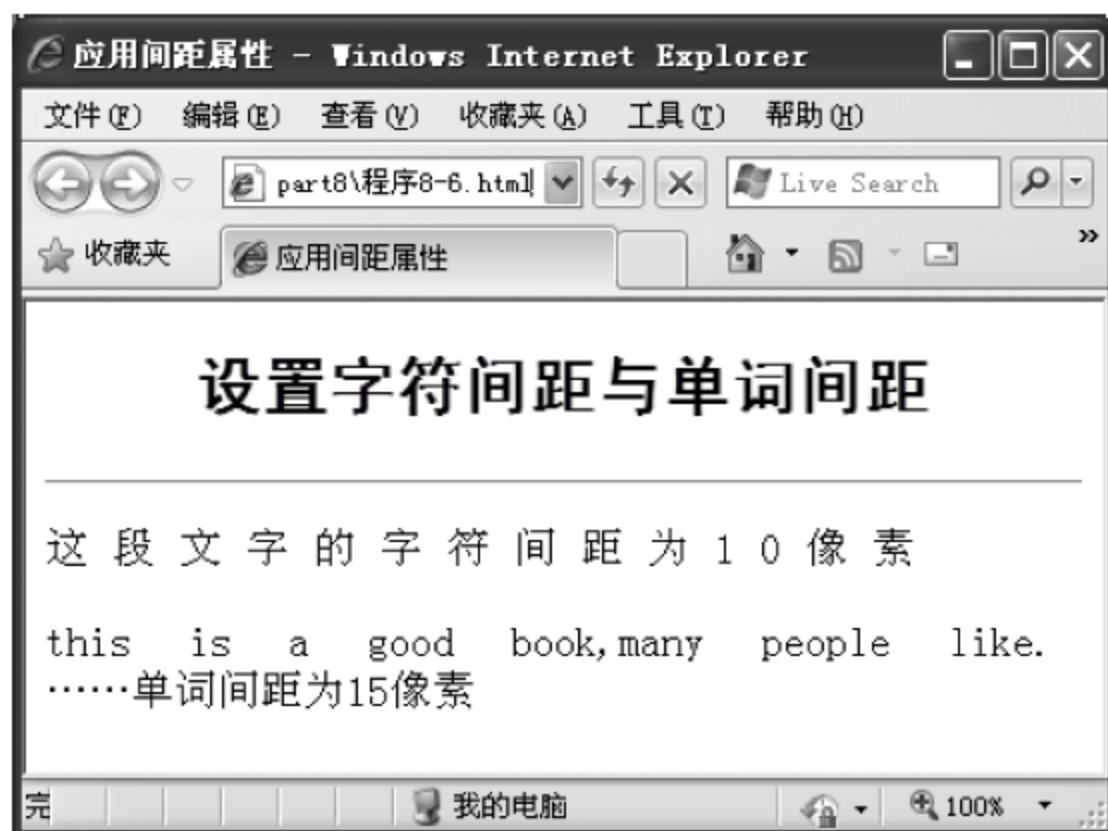 应用间距属性 - Windows Internet Explorer
文件(F) 编辑(E) 查看(V) 收藏夹(A) 工具(T) 帮助(H)
part8\程序8-6.html Live Search
收藏夹 应用间距属性 »
设置字符间距与单词间距
这 段 文 字 的 字 符 间 距 为 1 0 像 素
this is a good book,many people like.
……单词间距为15像素
完 我的电脑 100%